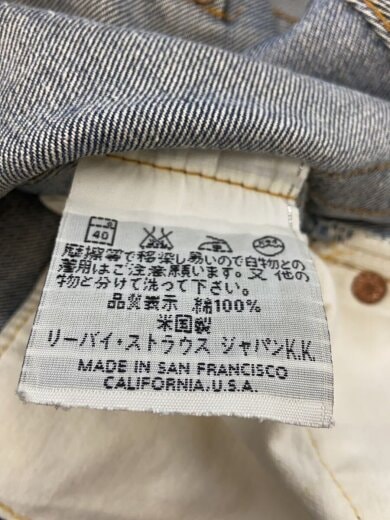 40
摩擦等で移染し易いので白物との
着用はご注意願います。又 他の
物と分けて洗って下さい。
品質表示 綿100%
米国製
リーバイ・ストラウス ジャパンK.K.
MADE IN SAN FRANCISCO
CALIFORNIA.U.S.A.